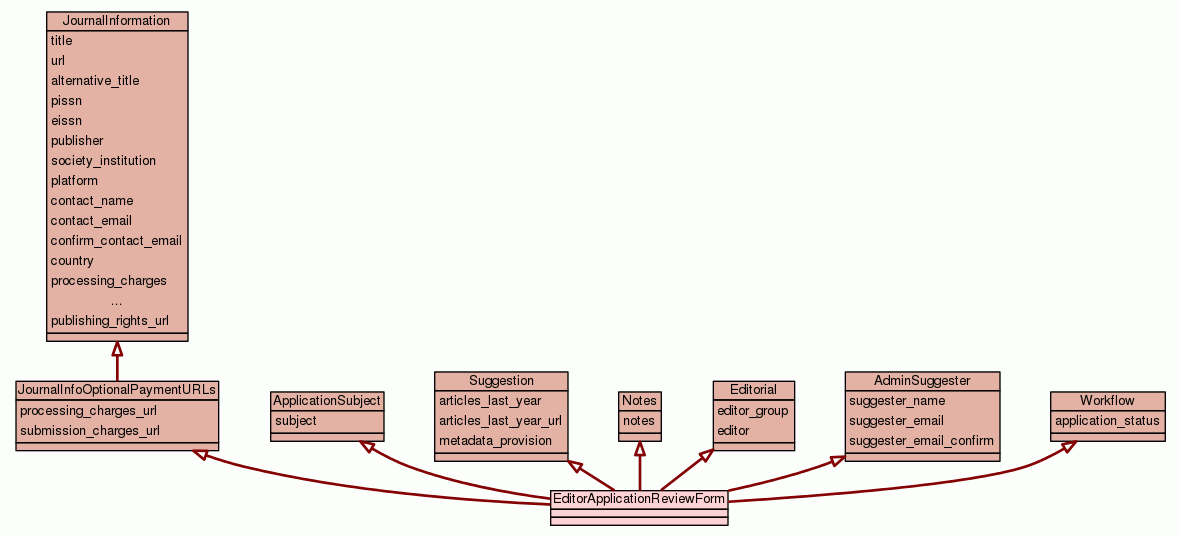 JournalInformation
title
url
alternative_title
pissn
eissn
publisher
society_institution
platform
contact_name
contact_email
confirm_contact_email
country
processing_charges
...
publishing_rights_url
JournalInfoOptionalPaymentURLs
processing_charges_url
submission_charges_url
ApplicationSubject
subject
Suggestion
articles_last_year
articles_last_year_url
metadata_provision
Notes
notes
Editorial
editor_group
editor
AdminSuggester
suggester_name
suggester_email
suggester_email_confirm
Workflow
application_status
EditorApplicationReviewForm